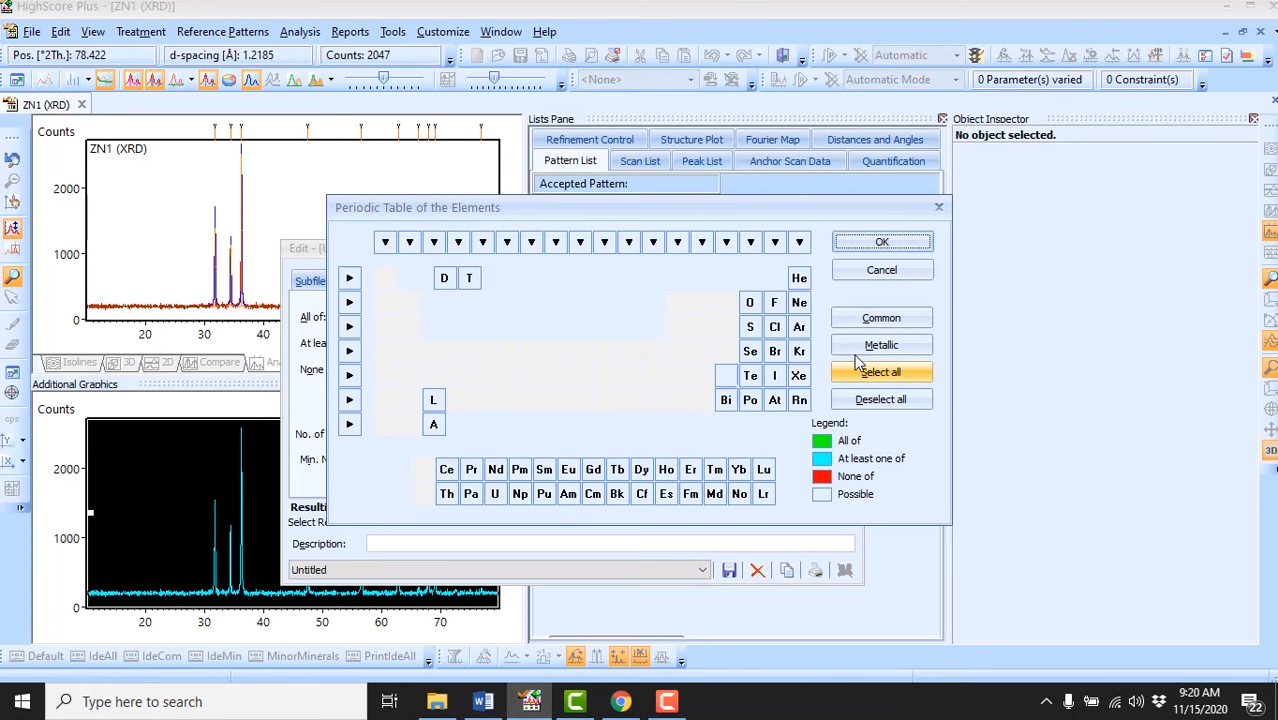 HighScore Plus - [ZN1 (XRD)]
File Edit View Treatment Reference Patterns Analysis Reports Tools Customize Window Help
Pos. [°2Th.] 78.422 d-spacing [Å]: 1.2185 Counts: 2047 Automatic
<None> Automatic Mode 0 Parameter(s) varied 0 Constraint(s)
ZN1 (XRD)
Lists Pane
Object Inspector
Counts
ZN1 (XRD)
2000
1000
0
20 30 40
Refinement Control Structure Plot Fourier Map Distances and Angles
Pattern List Scan List Peak List Anchor Scan Data Quantification
Accepted Pattern:
No object selected.
Isolines 3D 2D Compare
Additional Graphics
Counts
2000
1000
0
20 30 40 50 60 70
Subfile
All of:
At least
None
No. of
Min. N
Description:
Untitled
Periodic Table of the Elements
D T He
O F Ne
S Cl Ar
Se Br Kr
Te I Xe
L Bi Po At Rn
A
Ce Pr Nd Pm Sm Eu Gd Tb Dy Ho Er Tm Yb Lu
Th Pa U Np Pu Am Cm Bk Cf Es Fm Md No Lr
OK
Cancel
Common
Metallic
Select all
Deselect all
Legend:
All of
At least one of
None of
Possible
Default IdeAll IdeCom IdeMin MinorMinerals PrintIdeAll
Type here to search
9:20 AM
11/15/2020
22